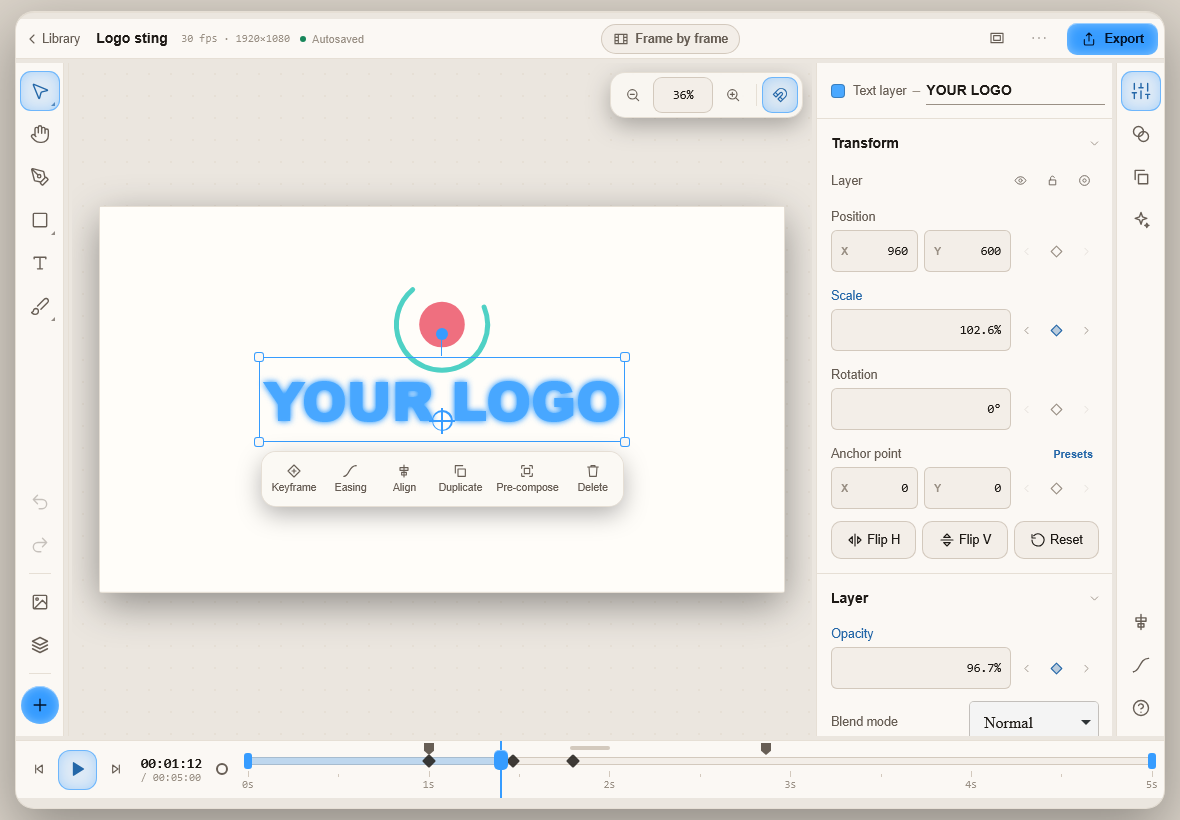 Library
Logo sting
30 fps · 1920×1080
Autosaved
Frame by frame
Export
36%
Text layer – YOUR LOGO
Transform
Layer
Position
X 960
Y 600
Scale
102.6%
Rotation
0°
Anchor point
Presets
X 0
Y 0
Flip H
Flip V
Reset
Layer
Opacity
96.7%
Blend mode
Normal
YOUR LOGO
Keyframe
Easing
Align
Duplicate
Pre-compose
Delete
00:01:12
/ 00:05:00
0s
1s
2s
3s
4s
5s